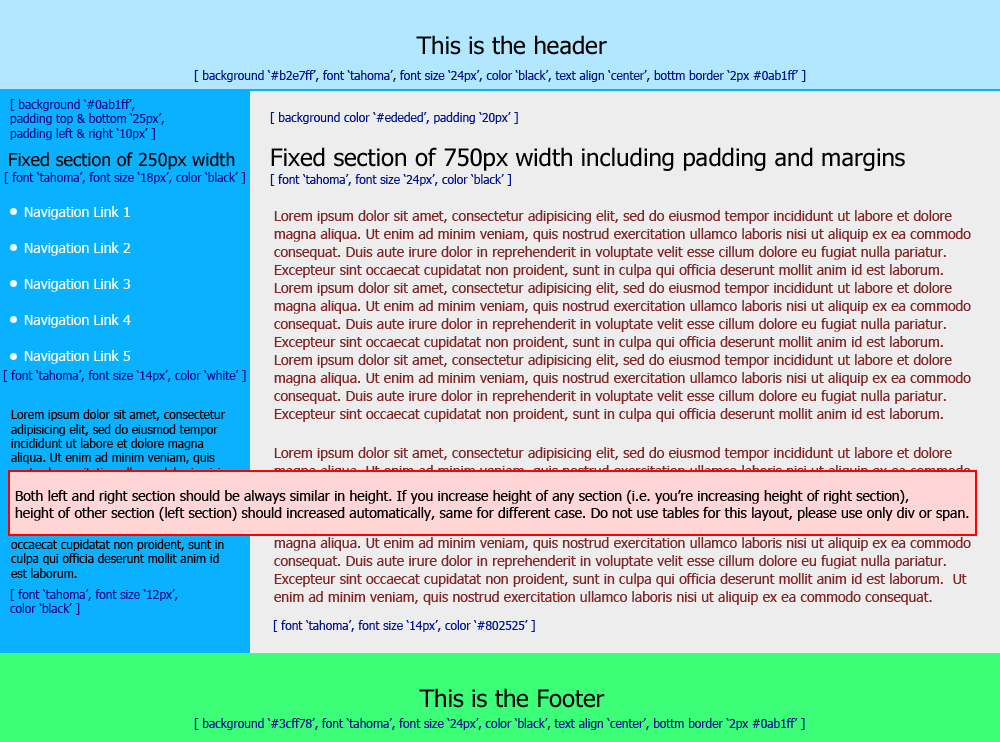 This is the header
[ background ‘#b2e7ff’, font ‘tahoma’, font size ‘24px’, color ‘black’, text align ‘center’, bottm border ‘2px #0ab1ff’ ]
[ background ‘#0ab1ff’,
padding top & bottom ‘25px’,
padding left & right ‘10px’ ]
Fixed section of 250px width
[ font ‘tahoma’, font size ‘18px’, color ‘black’ ]
Navigation Link 1
Navigation Link 2
Navigation Link 3
Navigation Link 4
Navigation Link 5
[ font ‘tahoma’, font size ‘14px’, color ‘white’ ]
Lorem ipsum dolor sit amet, consectetur
adipisicing elit, sed do eiusmod tempor
incididunt ut labore et dolore magna
aliqua. Ut enim ad minim veniam, quis
occaecat cupidatat non proident, sunt in
culpa qui officia deserunt mollit anim id
est laborum.
[ font ‘tahoma’, font size ‘12px’,
color ‘black’ ]
[ background color ‘#ededed’, padding ‘20px’ ]
Fixed section of 750px width including padding and margins
[ font ‘tahoma’, font size ‘24px’, color ‘black’ ]
Lorem ipsum dolor sit amet, consectetur adipisicing elit, sed do eiusmod tempor incididunt ut labore et dolore
magna aliqua. Ut enim ad minim veniam, quis nostrud exercitation ullamco laboris nisi ut aliquip ex ea commodo
consequat. Duis aute irure dolor in reprehenderit in voluptate velit esse cillum dolore eu fugiat nulla pariatur.
Excepteur sint occaecat cupidatat non proident, sunt in culpa qui officia deserunt mollit anim id est laborum.
Lorem ipsum dolor sit amet, consectetur adipisicing elit, sed do eiusmod tempor incididunt ut labore et dolore
magna aliqua. Ut enim ad minim veniam, quis nostrud exercitation ullamco laboris nisi ut aliquip ex ea commodo
consequat. Duis aute irure dolor in reprehenderit in voluptate velit esse cillum dolore eu fugiat nulla pariatur.
Excepteur sint occaecat cupidatat non proident, sunt in culpa qui officia deserunt mollit anim id est laborum.
Lorem ipsum dolor sit amet, consectetur adipisicing elit, sed do eiusmod tempor incididunt ut labore et dolore
magna aliqua. Ut enim ad minim veniam, quis nostrud exercitation ullamco laboris nisi ut aliquip ex ea commodo
consequat. Duis aute irure dolor in reprehenderit in voluptate velit esse cillum dolore eu fugiat nulla pariatur.
Excepteur sint occaecat cupidatat non proident, sunt in culpa qui officia deserunt mollit anim id est laborum.
Lorem ipsum dolor sit amet, consectetur adipisicing elit, sed do eiusmod tempor incididunt ut labore et dolore
Both left and right section should be always similar in height. If you increase height of any section (i.e. you’re increasing height of right section),
height of other section (left section) should increased automatically, same for different case. Do not use tables for this layout, please use only div or span.
magna aliqua. Ut enim ad minim veniam, quis nostrud exercitation ullamco laboris nisi ut aliquip ex ea commodo
consequat. Duis aute irure dolor in reprehenderit in voluptate velit esse cillum dolore eu fugiat nulla pariatur.
Excepteur sint occaecat cupidatat non proident, sunt in culpa qui officia deserunt mollit anim id est laborum.  Ut
enim ad minim veniam, quis nostrud exercitation ullamco laboris nisi ut aliquip ex ea commodo consequat.
[ font ‘tahoma’, font size ‘14px’, color ‘#802525’ ]
This is the Footer
[ background ‘#3cff78’, font ‘tahoma’, font size ‘24px’, color ‘black’, text align ‘center’, bottm border ‘2px #0ab1ff’ ]